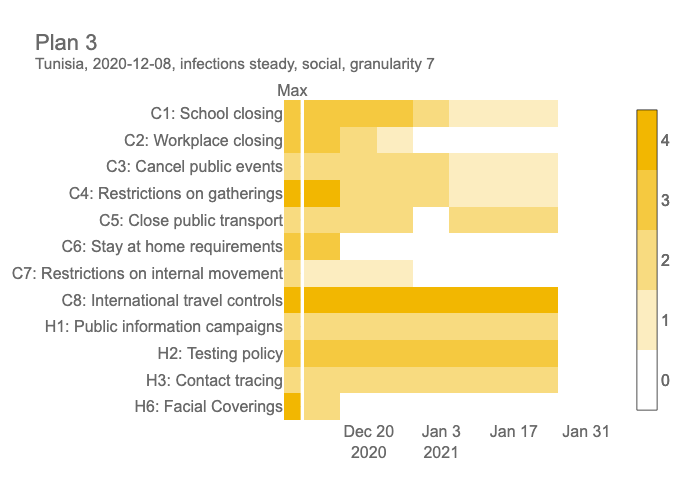 Plan 3
Tunisia, 2020-12-08, infections steady, social, granularity 7
Max
C1: School closing
C2: Workplace closing
C3: Cancel public events
C4: Restrictions on gatherings
C5: Close public transport
C6: Stay at home requirements
C7: Restrictions on internal movement
C8: International travel controls
H1: Public information campaigns
H2: Testing policy
H3: Contact tracing
H6: Facial Coverings
4
3
2
1
0
Dec 20 Jan 3 Jan 17 Jan 31
2020 2021